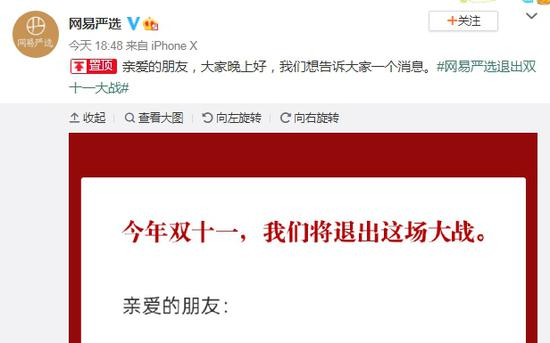 网易严选
今天 18:48 来自 iPhone X
+关注
置顶 亲爱的朋友，大家晚上好，我们想告诉大家一个消息。#网易严选退出双
十一大战#
收起 查看大图 向左旋转 向右旋转
今年双十一，我们将退出这场大战。
亲爱的朋友：
网易严选